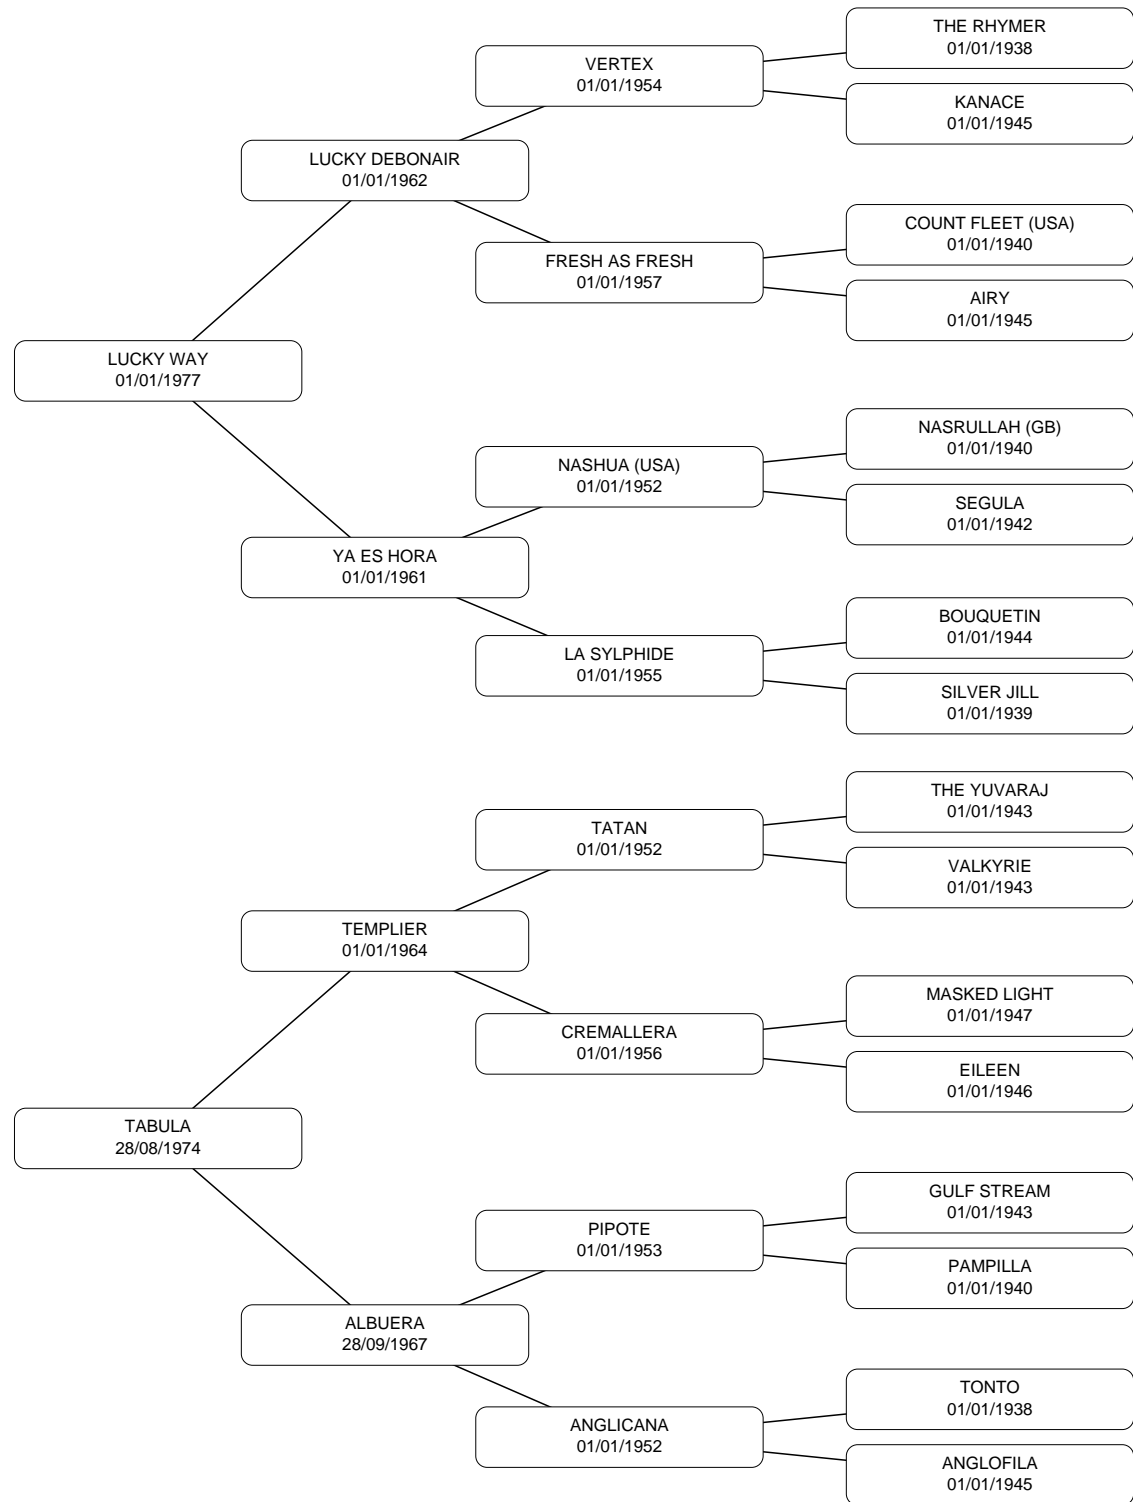 THE RHYMER
01/01/1938
VERTEX
01/01/1954
KANACE
01/01/1945
LUCKY DEBONAIR
01/01/1962
COUNT FLEET (USA)
01/01/1940
FRESH AS FRESH
01/01/1957
AIRY
01/01/1945
LUCKY WAY
01/01/1977
NASRULLAH (GB)
01/01/1940
NASHUA (USA)
01/01/1952
SEGULA
01/01/1942
YA ES HORA
01/01/1961
BOUQUETIN
01/01/1944
LA SYLPHIDE
01/01/1955
SILVER JILL
01/01/1939
THE YUVARAJ
01/01/1943
TATAN
01/01/1952
VALKYRIE
01/01/1943
TEMPLIER
01/01/1964
MASKED LIGHT
01/01/1947
CREMALLERA
01/01/1956
EILEEN
01/01/1946
TABULA
28/08/1974
GULF STREAM
01/01/1943
PIPOTE
01/01/1953
PAMPILLA
01/01/1940
ALBUERA
28/09/1967
TONTO
01/01/1938
ANGLICANA
01/01/1952
ANGLOFILA
01/01/1945